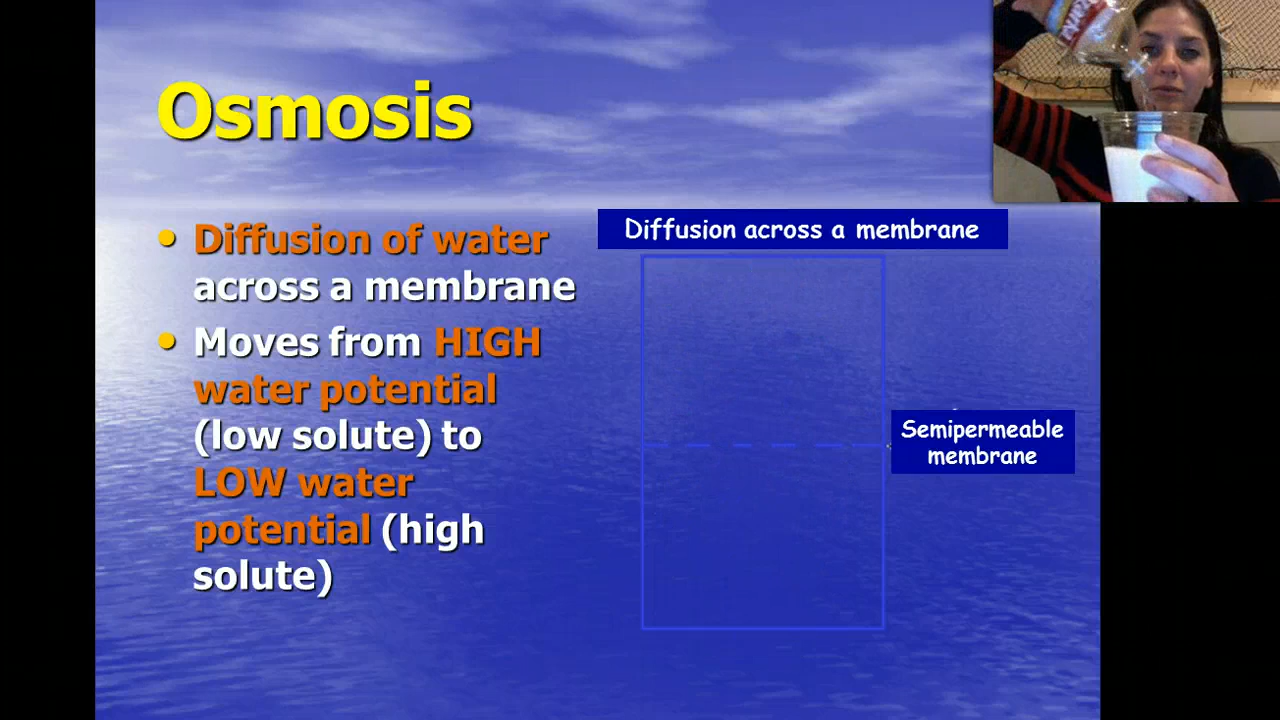 Osmosis
• Diffusion of water
across a membrane
• Moves from HIGH
water potential
(low solute) to
LOW water
potential (high
solute)
Diffusion across a membrane
Semipermeable
membrane